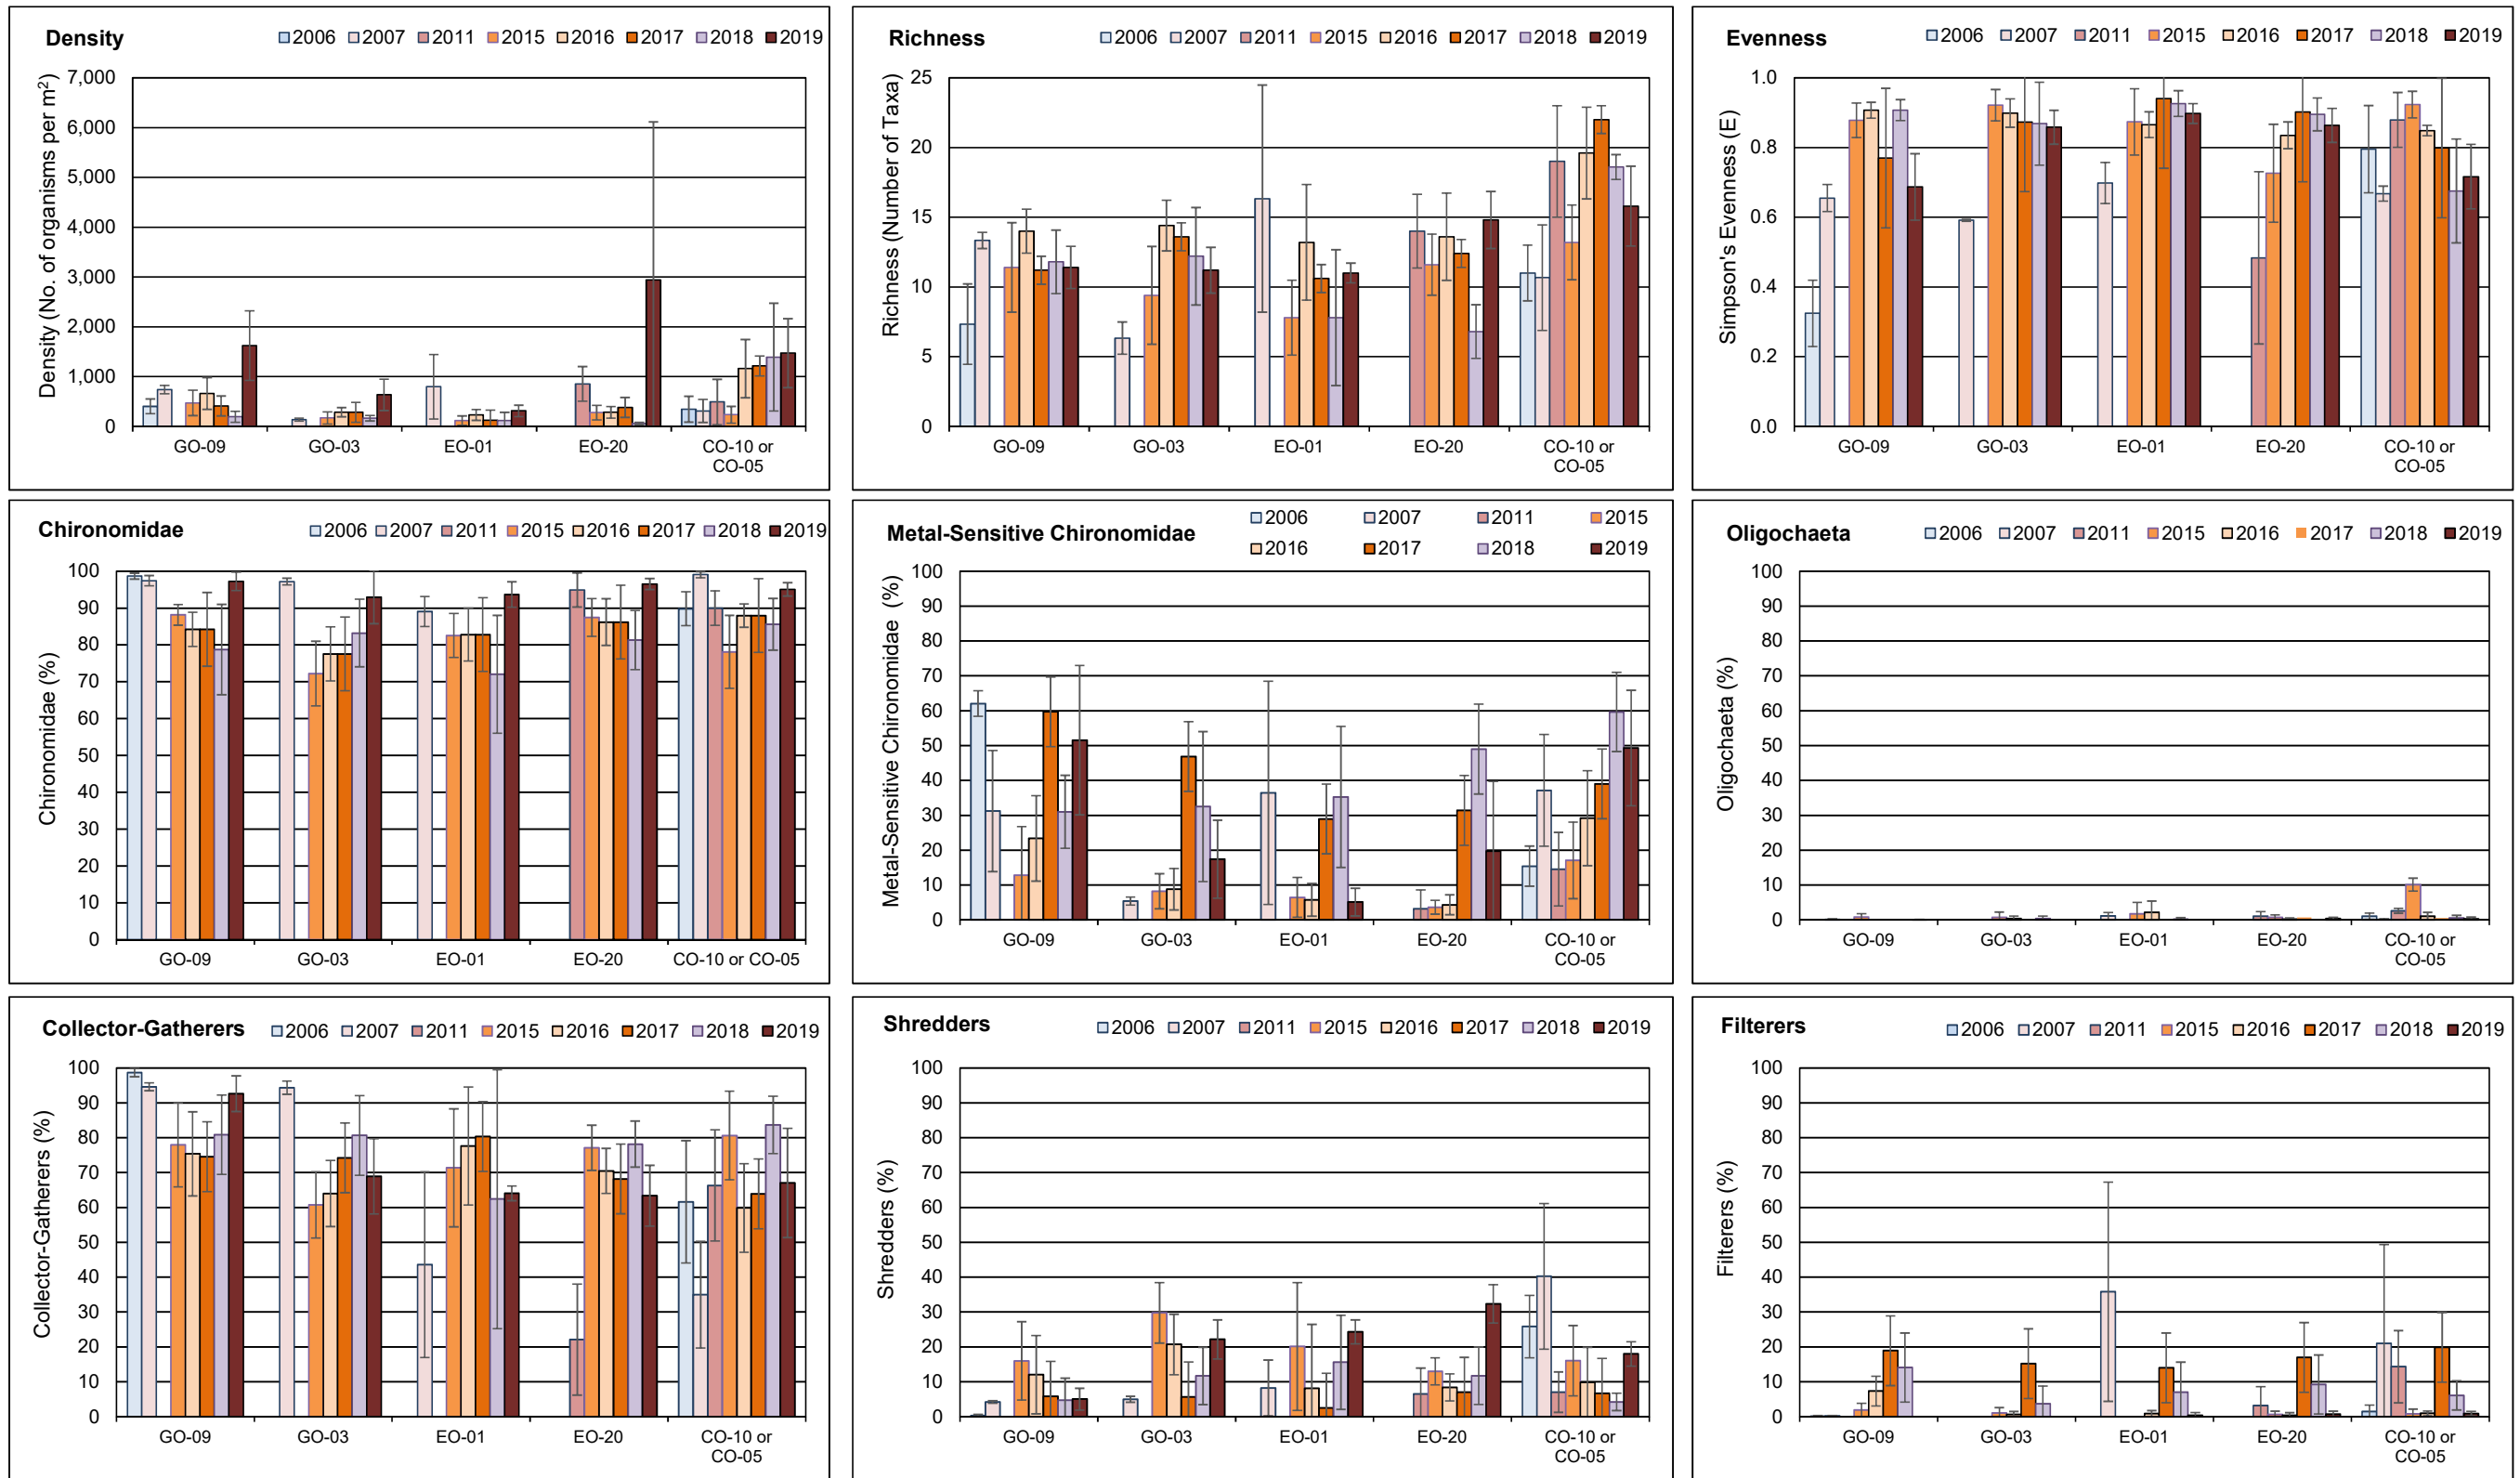 Density 2006 2007 2011 2015 2016 2017 2018 2019
Density (No. of organisms per m²)
7,000
6,000
5,000
4,000
3,000
2,000
1,000
0
GO-09 GO-03 EO-01 EO-20 CO-10 or
CO-05
Richness 2006 2007 2011 2015 2016 2017 2018 2019
Richness (Number of Taxa)
25
20
15
10
5
0
GO-09 GO-03 EO-01 EO-20 CO-10 or
CO-05
Evenness 2006 2007 2011 2015 2016 2017 2018 2019
Simpson's Evenness (E)
1.0
0.8
0.6
0.4
0.2
0.0
GO-09 GO-03 EO-01 EO-20 CO-10 or
CO-05
Chironomidae 2006 2007 2011 2015 2016 2017 2018 2019
Chironomidae (%)
100
90
80
70
60
50
40
30
20
10
0
GO-09 GO-03 EO-01 EO-20 CO-10 or CO-05
Metal-Sensitive Chironomidae 2006 2007 2011 2015
2016 2017 2018 2019
Metal-Sensitive Chironomidae (%)
100
90
80
70
60
50
40
30
20
10
0
GO-09 GO-03 EO-01 EO-20 CO-10 or
CO-05
Oligochaeta 2006 2007 2011 2015 2016 2017 2018 2019
Oligochaeta (%)
100
90
80
70
60
50
40
30
20
10
0
GO-09 GO-03 EO-01 EO-20 CO-10 or
CO-05
Collector-Gatherers 2006 2007 2011 2015 2016 2017 2018 2019
Collector-Gatherers (%)
100
90
80
70
60
50
40
30
20
10
0
GO-09 GO-03 EO-01 EO-20 CO-10 or
CO-05
Shredders 2006 2007 2011 2015 2016 2017 2018 2019
Shredders (%)
100
90
80
70
60
50
40
30
20
10
0
GO-09 GO-03 EO-01 EO-20 CO-10 or
CO-05
Filterers 2006 2007 2011 2015 2016 2017 2018 2019
Filterers (%)
100
90
80
70
60
50
40
30
20
10
0
GO-09 GO-03 EO-01 EO-20 CO-10 or
CO-05